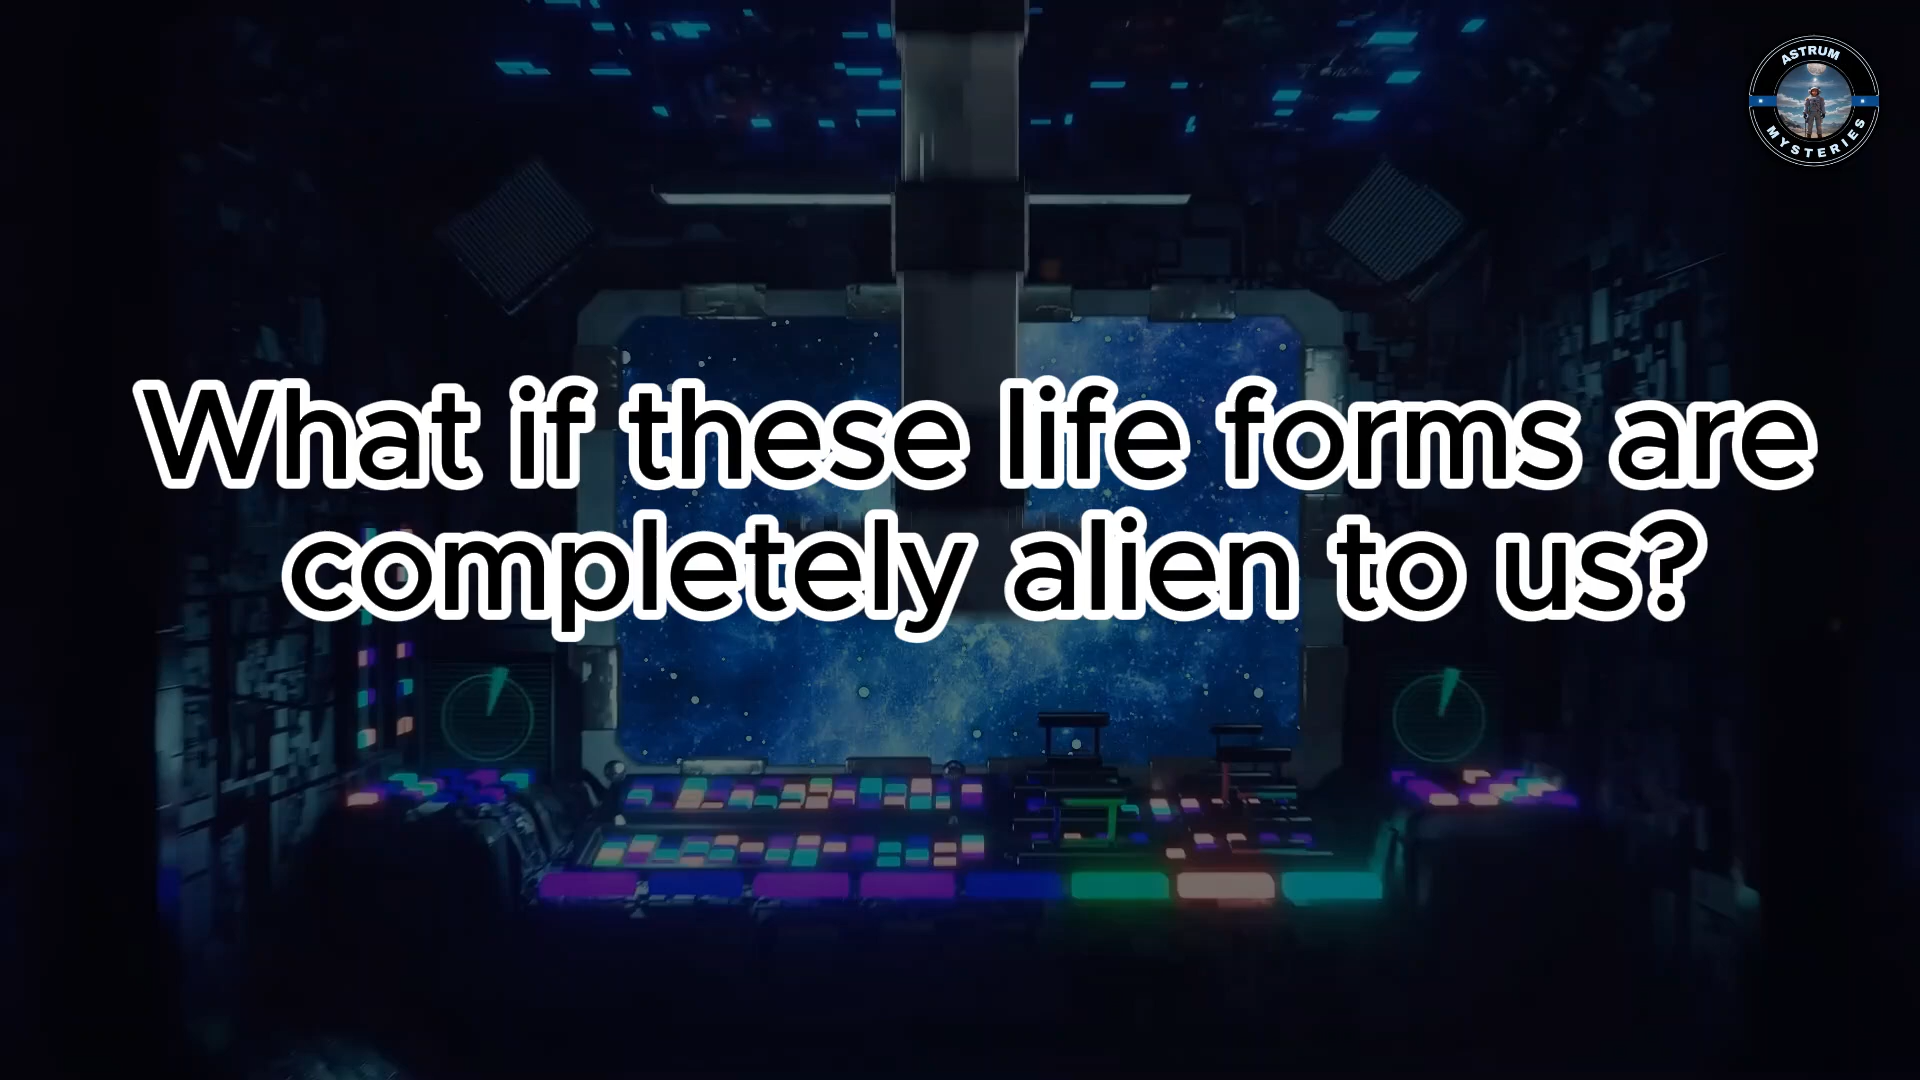 ASTRUM
MYSTERIES
What if these life forms are
completely alien to us?